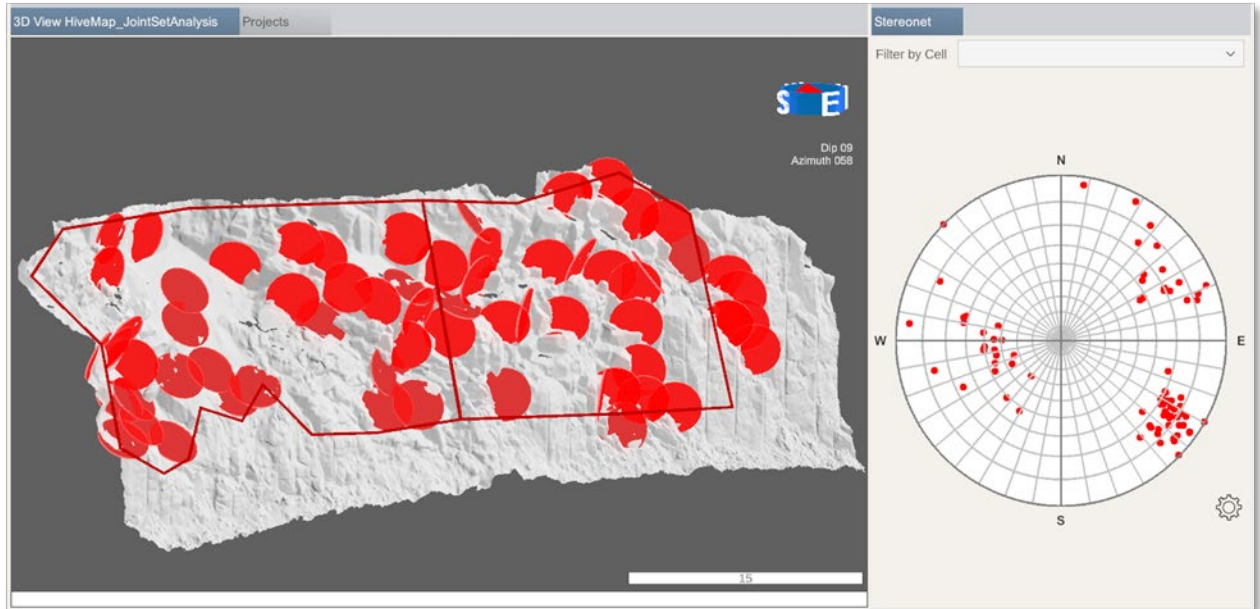 3D View HiveMap_JointSetAnalysis
Projects
S E
Dip 09
Azimuth 058
15
Stereonet
Filter by Cell
N
W
E
S